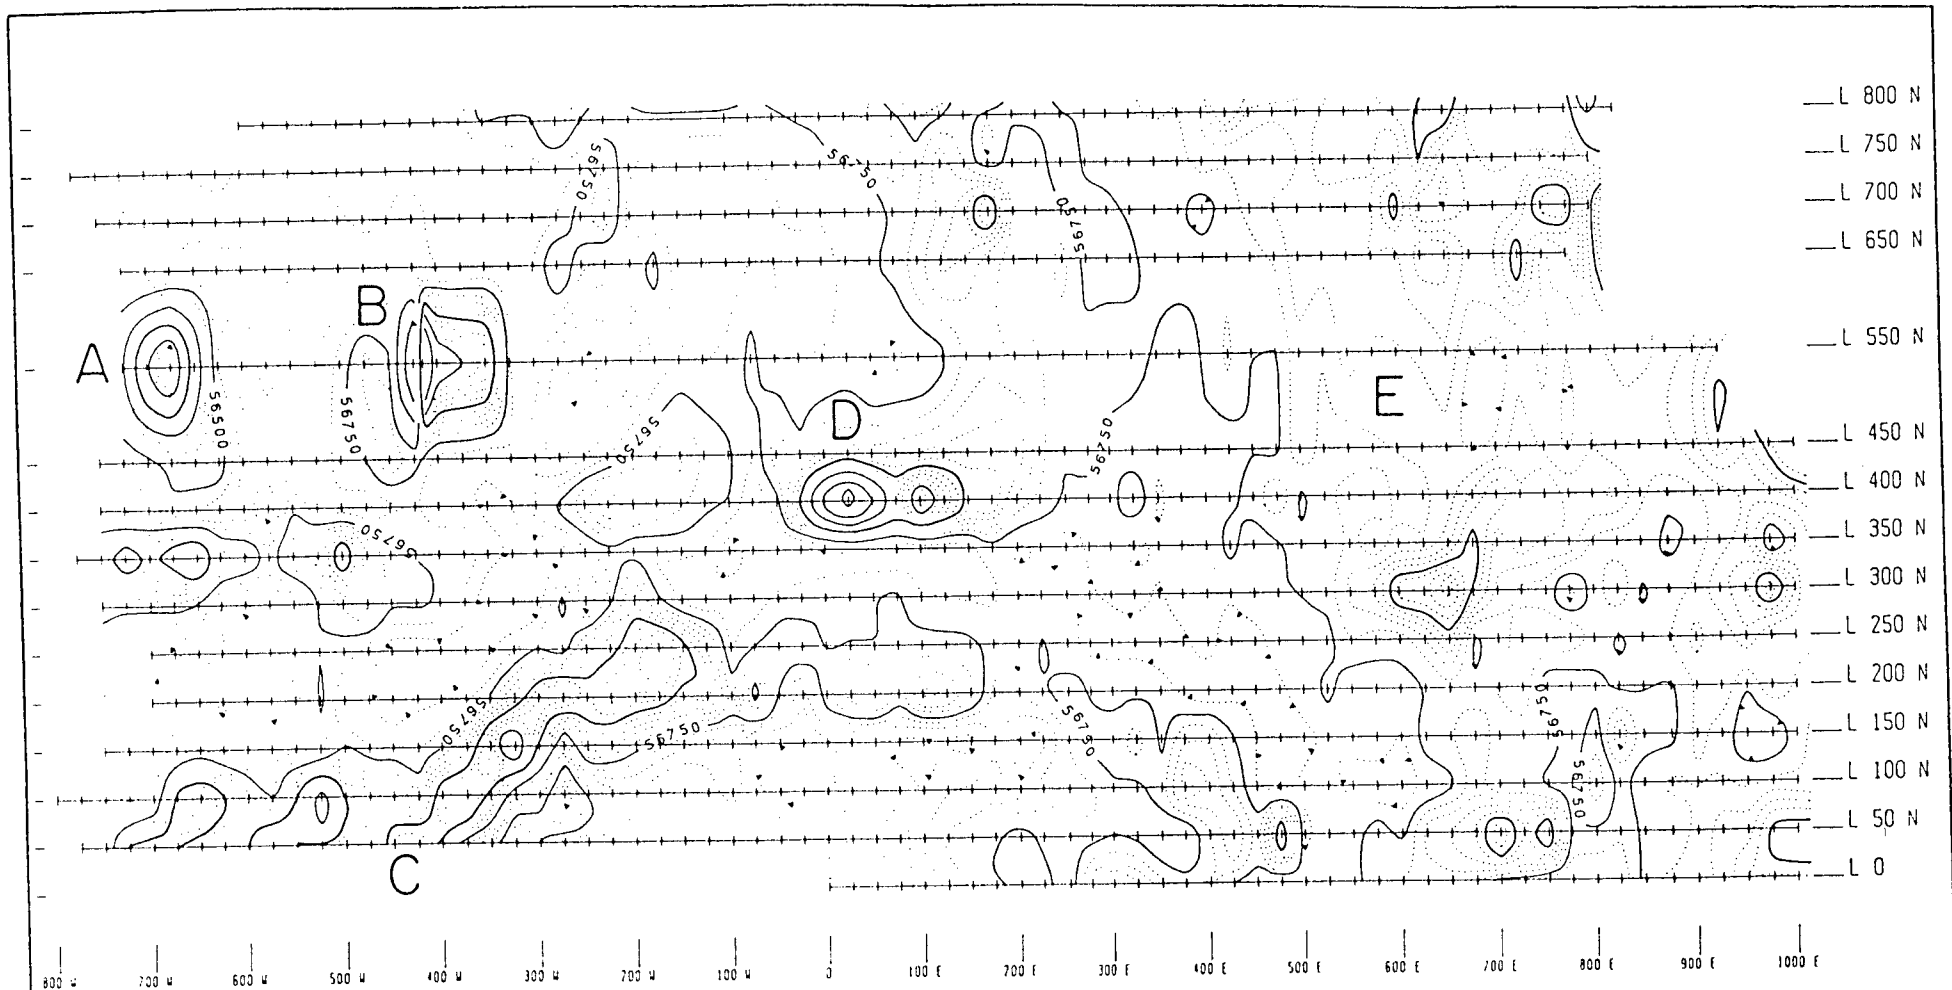 L 800 N
L 750 N
L 700 N
L 650 N
L 550 N
L 450 N
L 400 N
L 350 N
L 300 N
L 250 N
L 200 N
L 150 N
L 100 N
L 50 N
L 0
A
B
C
D
E
56750
56750
56500
56750
56750
56750
56750
56750
56750
56750
56750
56750
800 W
700 W
600 W
500 W
400 W
300 W
200 W
100 W
0
100 E
200 E
300 E
400 E
500 E
600 E
700 E
800 E
900 E
1000 E